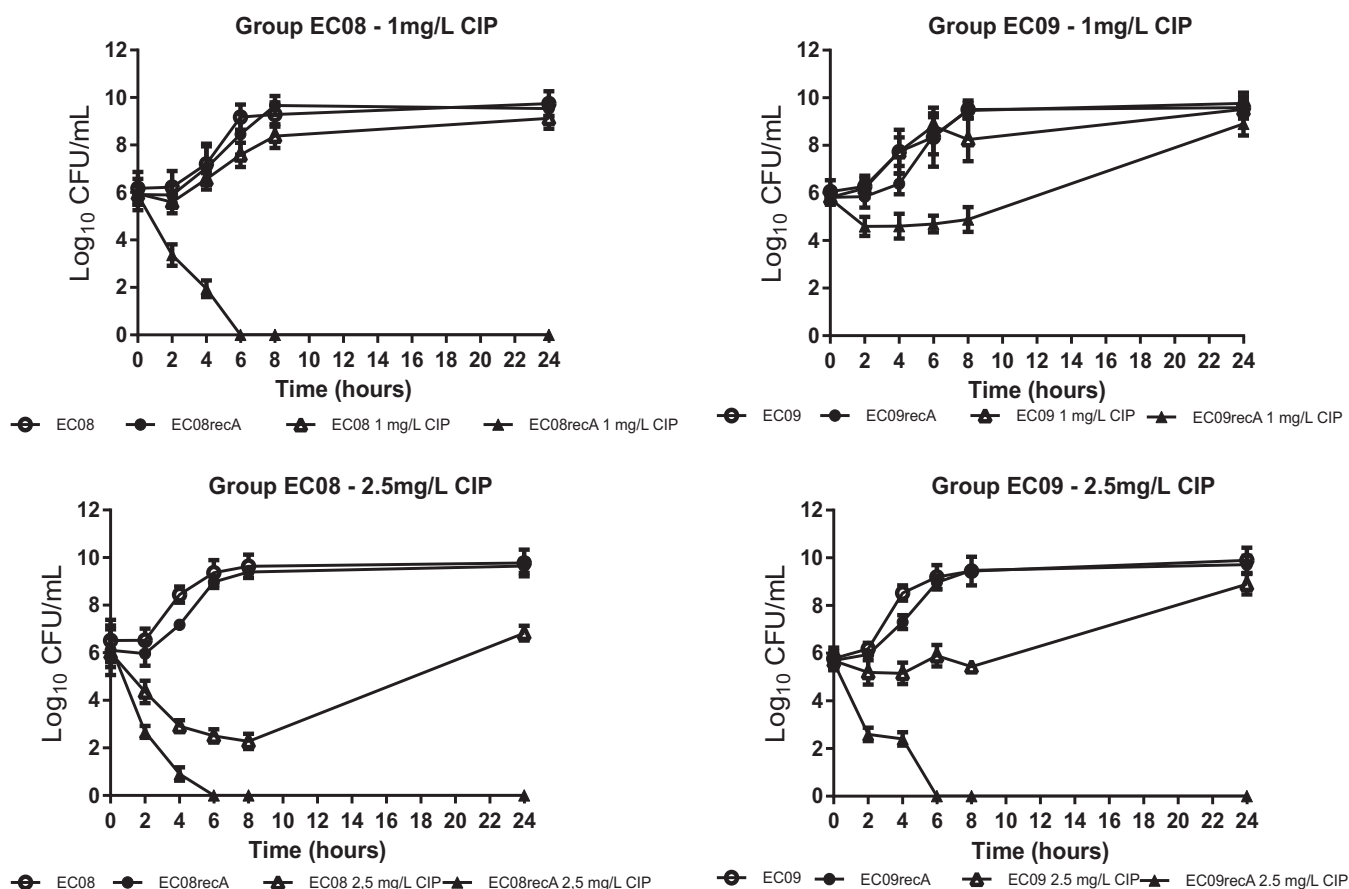 Group EC08 - 1mg/L CIP
12
10
8
6
4
2
0
Log10 CFU/mL
0 2 4 6 8 10 12 14 16 18 20 22 24
Time (hours)
EC08 EC08recA EC08 1 mg/L CIP EC08recA 1 mg/L CIP
Group EC09 - 1mg/L CIP
12
10
8
6
4
2
0
Log10 CFU/mL
0 2 4 6 8 10 12 14 16 18 20 22 24
Time (hours)
EC09 EC09recA EC09 1 mg/L CIP EC09recA 1 mg/L CIP
Group EC08 - 2.5mg/L CIP
12
10
8
6
4
2
0
Log10 CFU/mL
0 2 4 6 8 10 12 14 16 18 20 22 24
Time (hours)
EC08 EC08recA EC08 2,5 mg/L CIP EC08recA 2,5 mg/L CIP
Group EC09 - 2.5mg/L CIP
12
10
8
6
4
2
0
Log10 CFU/mL
0 2 4 6 8 10 12 14 16 18 20 22 24
Time (hours)
EC09 EC09recA EC09 2.5 mg/L CIP EC09recA 2.5 mg/L CIP